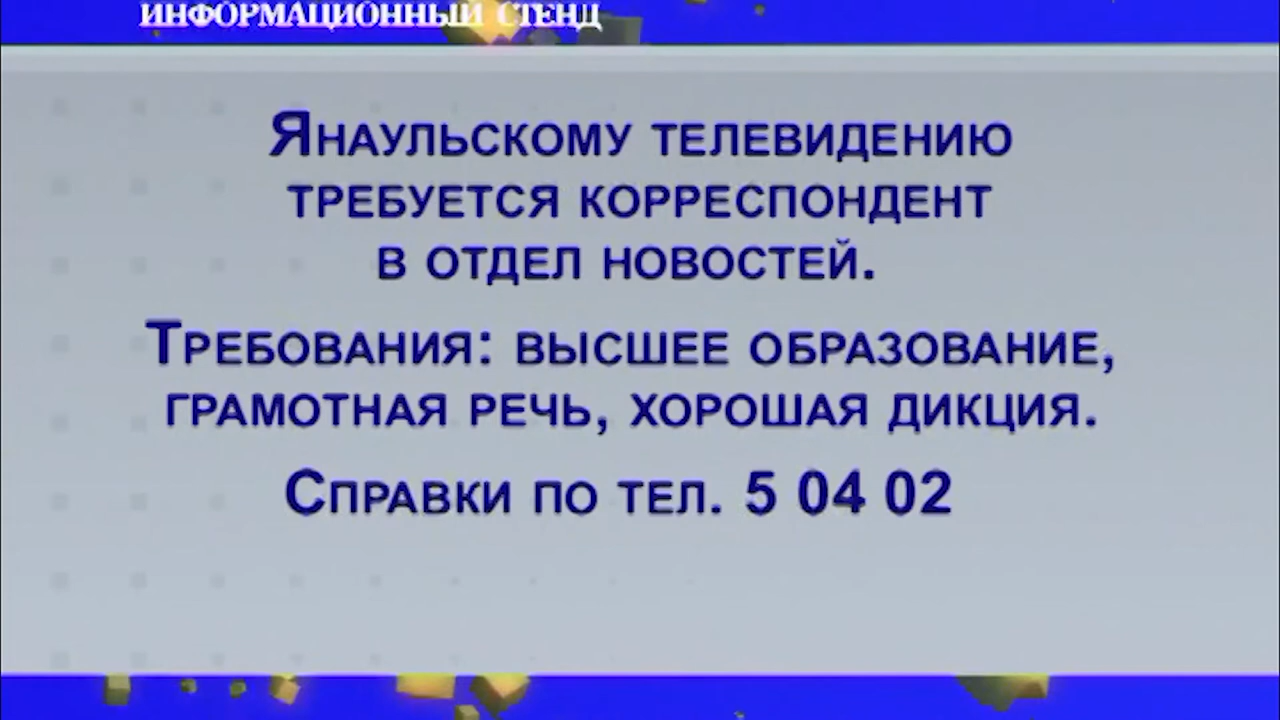 ИНФОРМАЦИОННЫЙ СТЕНД
Янаульскому телевидению
требуется корреспондент
в отдел новостей.
Требования: высшее образование,
грамотная речь, хорошая дикция.
Справки по тел. 5 04 02